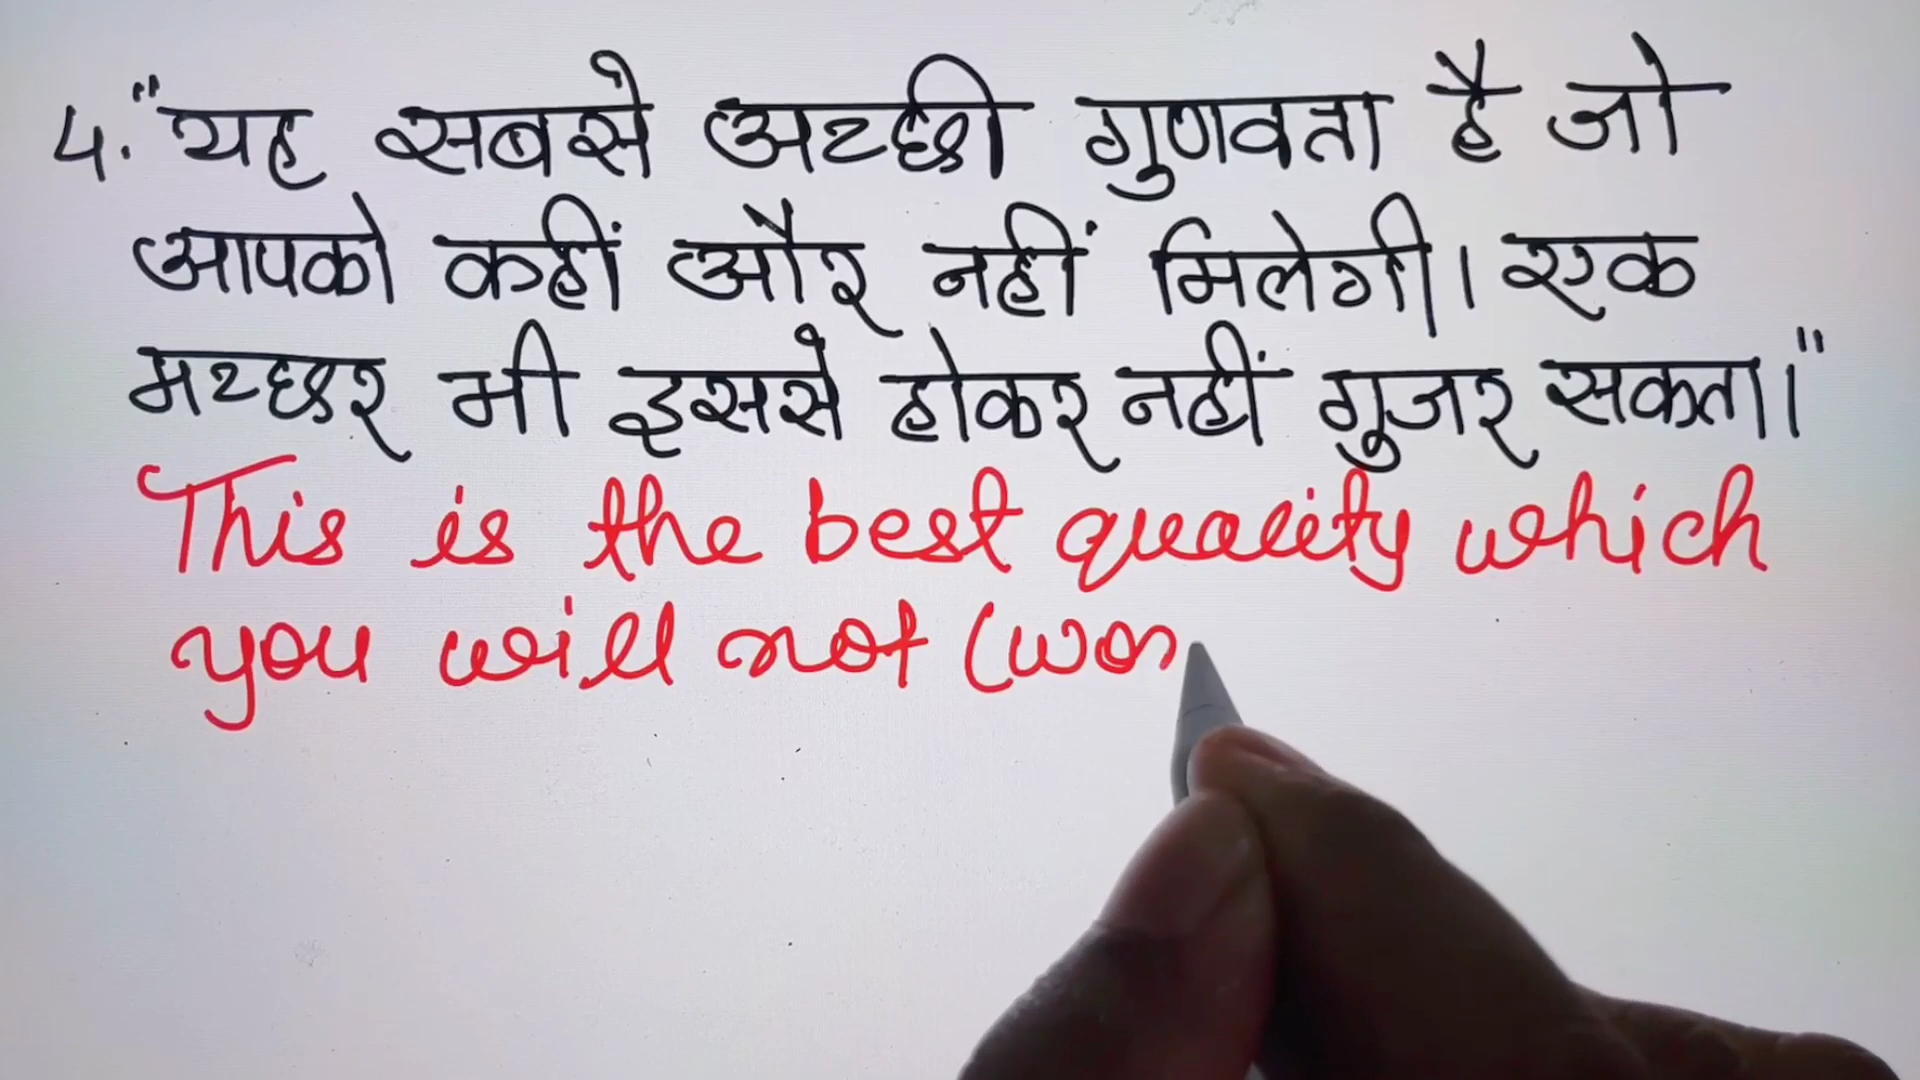 4. "यह सबसे अच्छी गुणवता है जो
आपको कहीं और नहीं मिलेगी। एक
मच्छर भी इससे होकर नहीं गुजर सकता।"
This is the best quality which
you will not (won